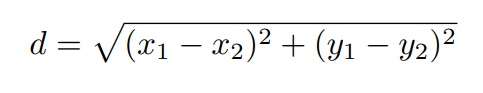 d = √(x₁ − x₂)² + (y₁ − y₂)²